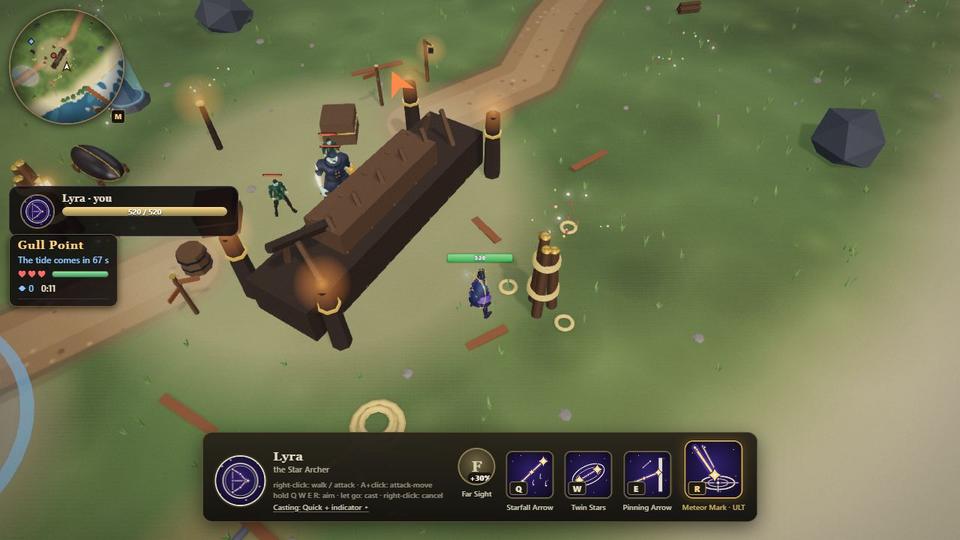 M
Lyra · you
520 / 520
Gull Point
The tide comes in 67 s
0 0:11
520
Lyra
the Star Archer
right-click: walk / attack · A+click: attack-move
hold Q W E R: aim · let go: cast · right-click: cancel
Casting: Quick + indicator
F
+30%
Far Sight
Q
Starfall Arrow
W
Twin Stars
E
Pinning Arrow
R
Meteor Mark · ULT